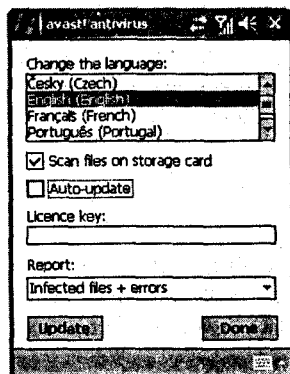 avast! antivirus
Change the language:
Česky (Czech)
English (English)
Français (French)
Português (Portugal)
Scan files on storage card
Auto-update
Licence key:
Report:
Infected files + errors
Update
Done